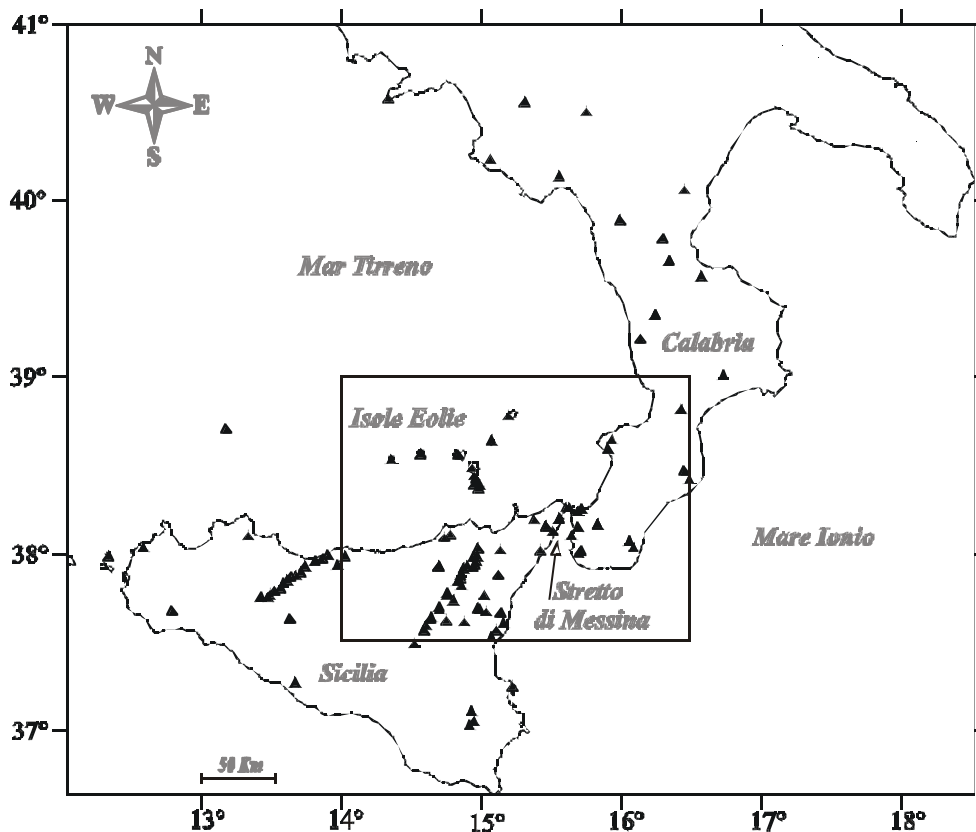 41°
N
W E
S
40°
Mar Tirreno
Calabria
39°
Isole Eolie
38°
Mare Ionio
Stretto
di Messina
Sicilia
37°
50 Km
13° 14° 15° 16° 17° 18°